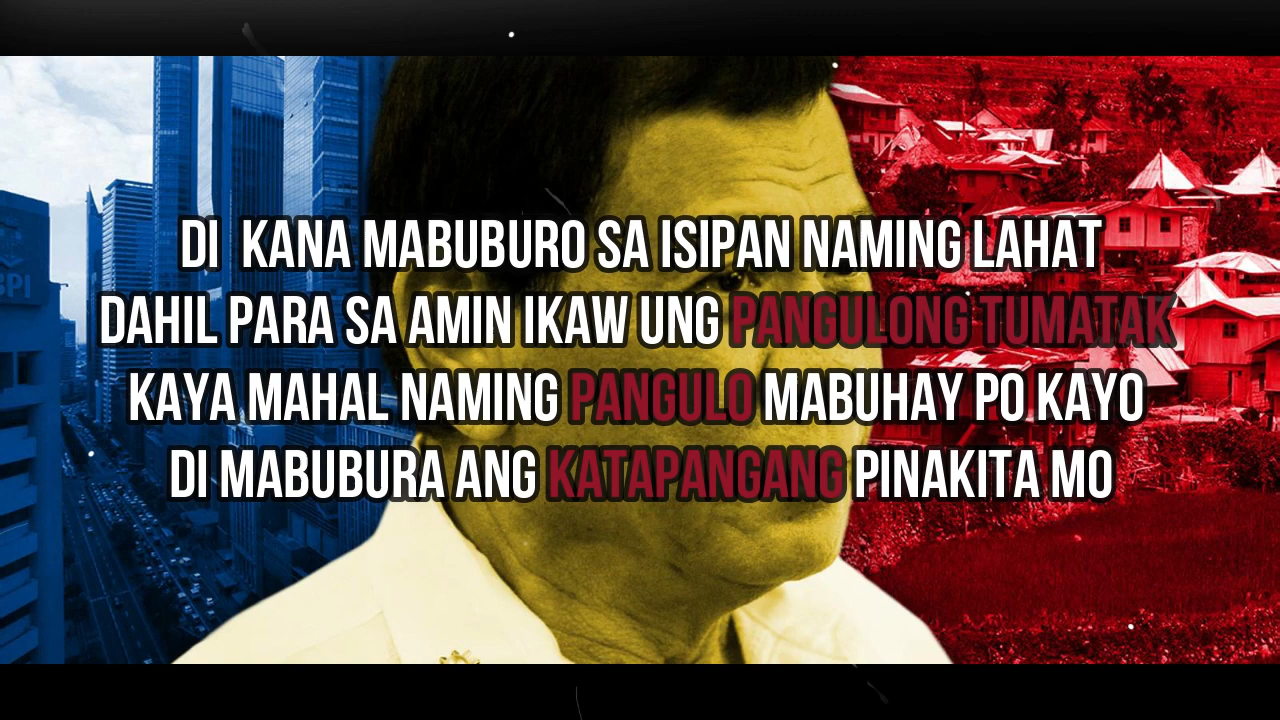 BPI
DI KANA MABUBURO SA ISIPAN NAMING LAHAT
DAHIL PARA SA AMIN IKAW UNG PANGULONG TUMATAK
KAYA MAHAL NAMING PANGULO MABUHAY PO KAYO
DI MABUBURA ANG KATAPANGANG PINAKITA MO